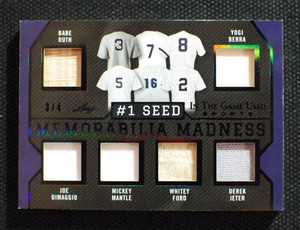 BABE RUTH
YOGI BERRA
3 7 8
5 16 2
3/4
Leaf
#1 SEED
IN THE GAME USED
SPORTS
MEMORABILIA MADNESS
JOE DIMAGGIO
MICKEY MANTLE
WHITEY FORD
DEREK JETER